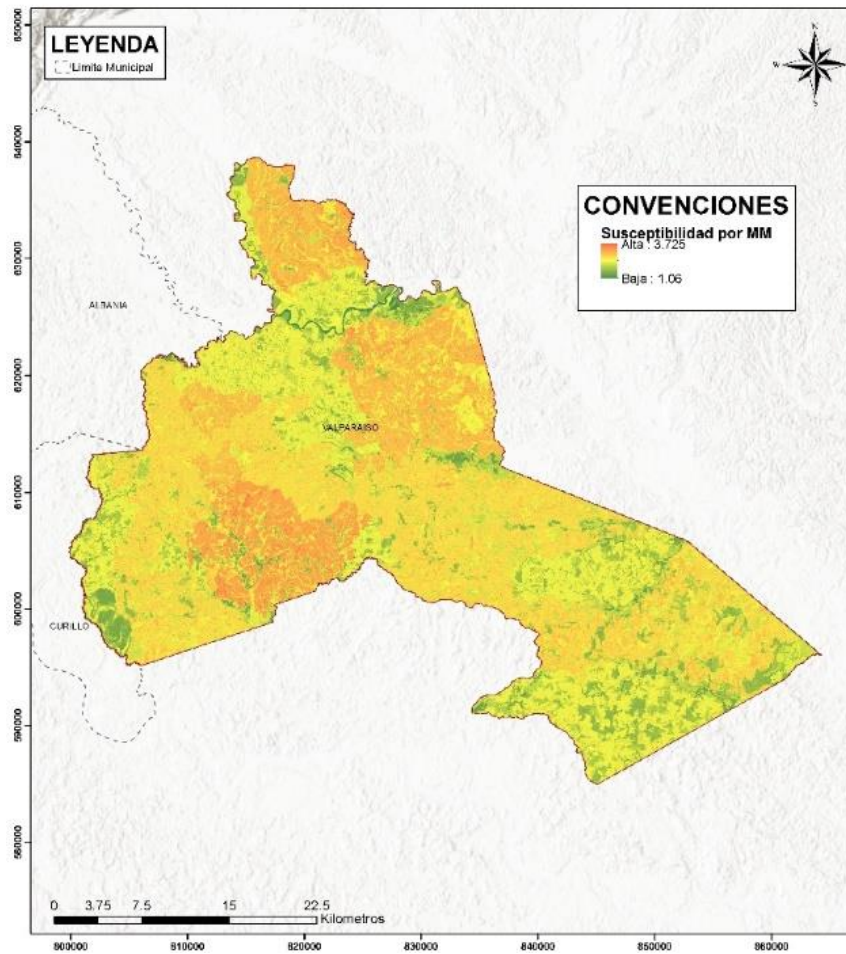 LEYENDA
Limite Municipal
N
W
E
S
CONVENCIONES
Susceptibilidad por MM
Alta : 3.725
Baja : 1.06
ALBANIA
VALPARAISO
CURILLO
650000
640000
630000
620000
610000
600000
590000
560000
0 3.75 7.5 15 22.5
Kilometros
800000 810000 820000 830000 840000 850000 860000